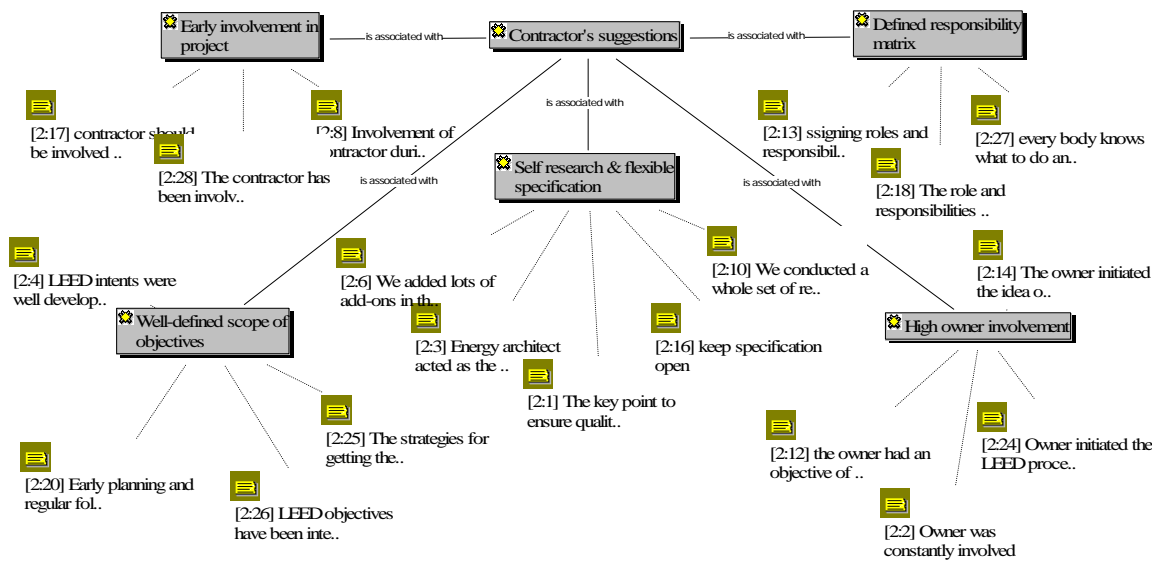 Early involvement in
project
is associated with
Contractor's suggestions
is associated with
Defined responsibility
matrix
[2:17] contractor should
be involved ..
[2:28] The contractor has
been involv..
[2:8] Involvement of
contractor duri..
is associated with
[2:13] ssigning roles and
responsibil..
[2:18] The role and
responsibilities ..
[2:27] every body knows
what to do an..
Self research & flexible
specification
is associated with
is associated with
[2:4] LEED intents were
well develop..
[2:6] We added lots of
add-ons in th..
[2:10] We conducted a
whole set of re..
[2:14] The owner initiated
the idea o..
Well-defined scope of
objectives
[2:3] Energy architect
acted as the ..
[2:1] The key point to
ensure qualit..
[2:16] keep specification
open
High owner involvement
[2:20] Early planning and
regular fol..
[2:26] LEED objectives
have been inte..
[2:25] The strategies for
getting the..
[2:12] the owner had an
objective of ..
[2:2] Owner was
constantly involved
[2:24] Owner initiated the
LEED proce..